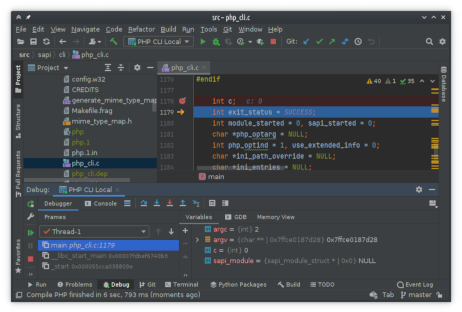 src – php_cli.c
File Edit View Navigate Code Refactor Build Run Tools Git Window Help
PHP CLI Local
Git:
src sapi cli php_cli.c
Project
php_cli.c
config.w32
CREDITS
generate_mime_type_map
Makefile.frag
mime_type_map.h
php
php.1
php.1.in
php_cli.c
php_cli.dep
1176 #endif
40 1 35
1178 int c; c: 0
1179 int exit_status = SUCCESS;
1180 int module_started = 0, sapi_started = 0;
1181 char *php_optarg = NULL;
1182 int php_optind = 1, use_extended_info = 0;
1183 char *ini_path_override = NULL;
1184 char *ini_entries = NULL;
main
Project
Structure
Pull Requests
Favorites
Database
Debug: PHP CLI Local
Debugger Console
Frames
Variables GDB Memory View
Thread-1
main php_cli.c:1179
__libc_start_main
_start
argc = {int} 2
argv = {char ** | 0x7ffce0187d28} 0x7ffce0187d28
c = {int} 0
sapi_module = {sapi_module_struct * | 0x0} NULL
Run Problems Debug Git Terminal Python Packages Build TODO Event Log
Compile PHP finished in 6 sec, 793 ms (moments ago)
Tab master